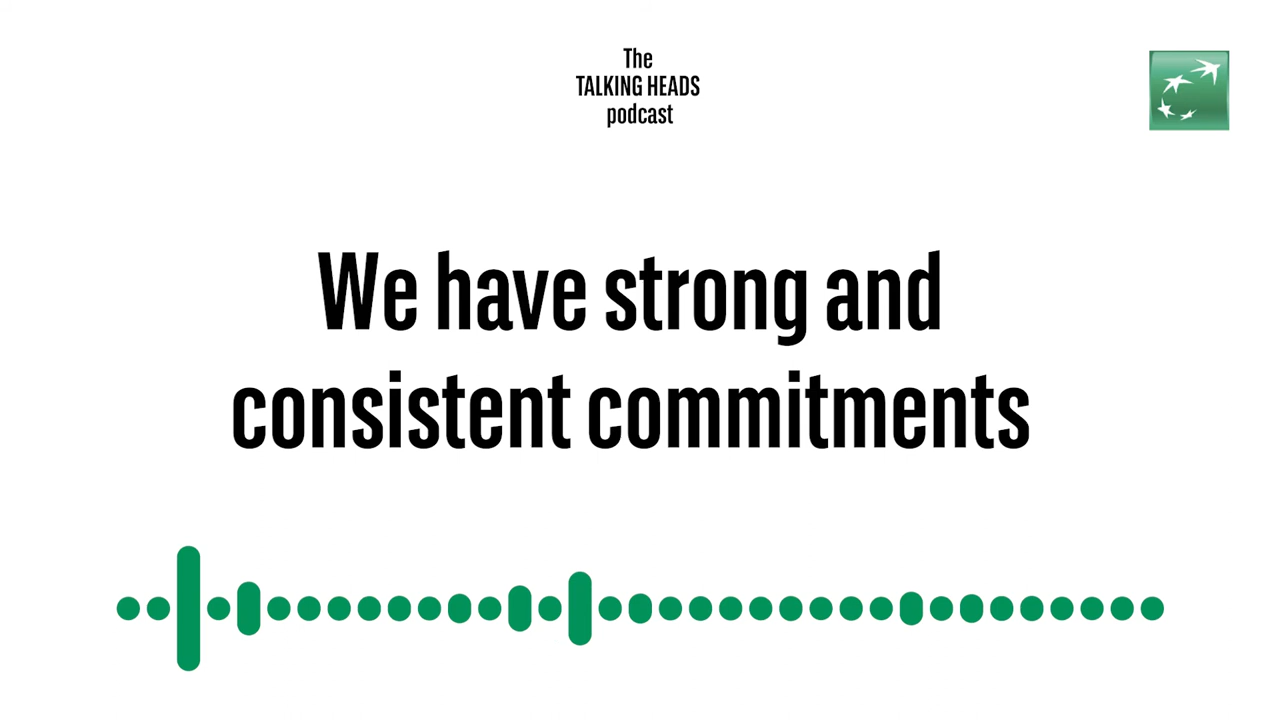 The
TALKING HEADS
podcast
We have strong and
consistent commitments